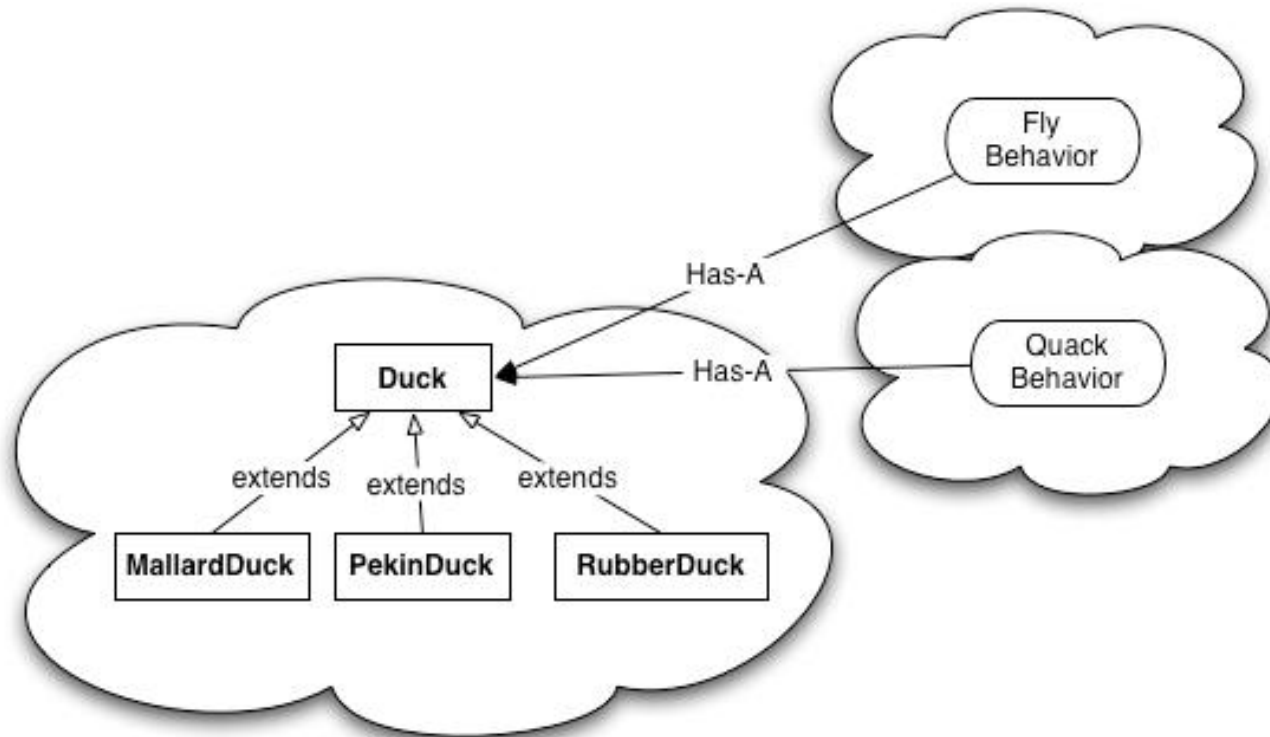 Fly
Behavior
Has-A
Quack
Behavior
Has-A
Duck
extends
extends
extends
MallardDuck
PekinDuck
RubberDuck